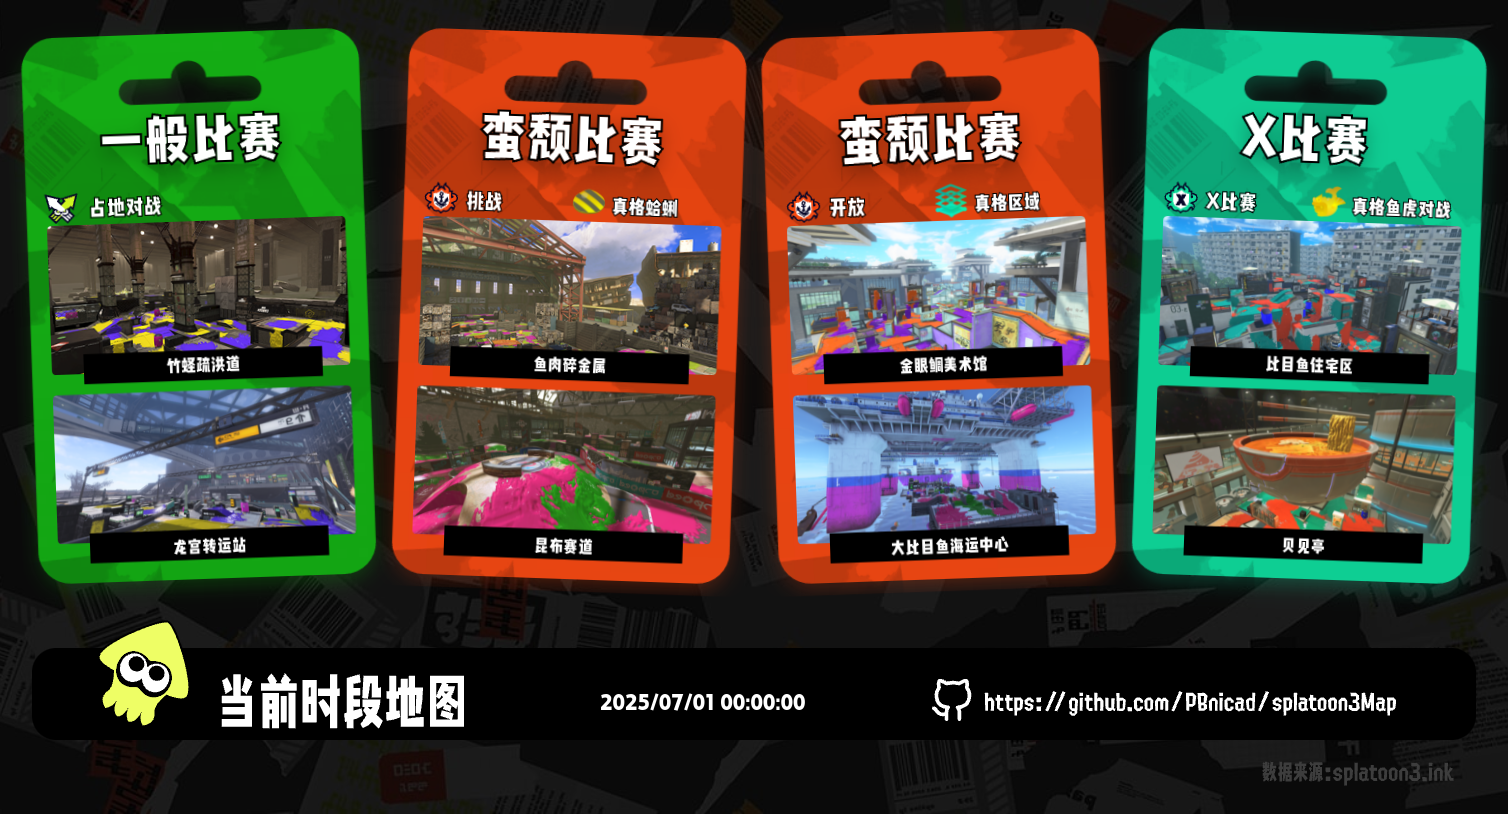 一般比赛
占地对战
竹蛏疏洪道
龙宫转运站
蛮颓比赛
挑战
真格蛤蜊
鱼肉碎金属
昆布赛道
蛮颓比赛
开放
真格区域
金眼鲷美术馆
大比目鱼海运中心
X比赛
X比赛
真格鱼虎对战
比目鱼住宅区
贝见亭
当前时段地图
2025/07/01 00:00:00
https://github.com/PBnicad/splatoon3Map
数据来源:splatoon3.ink